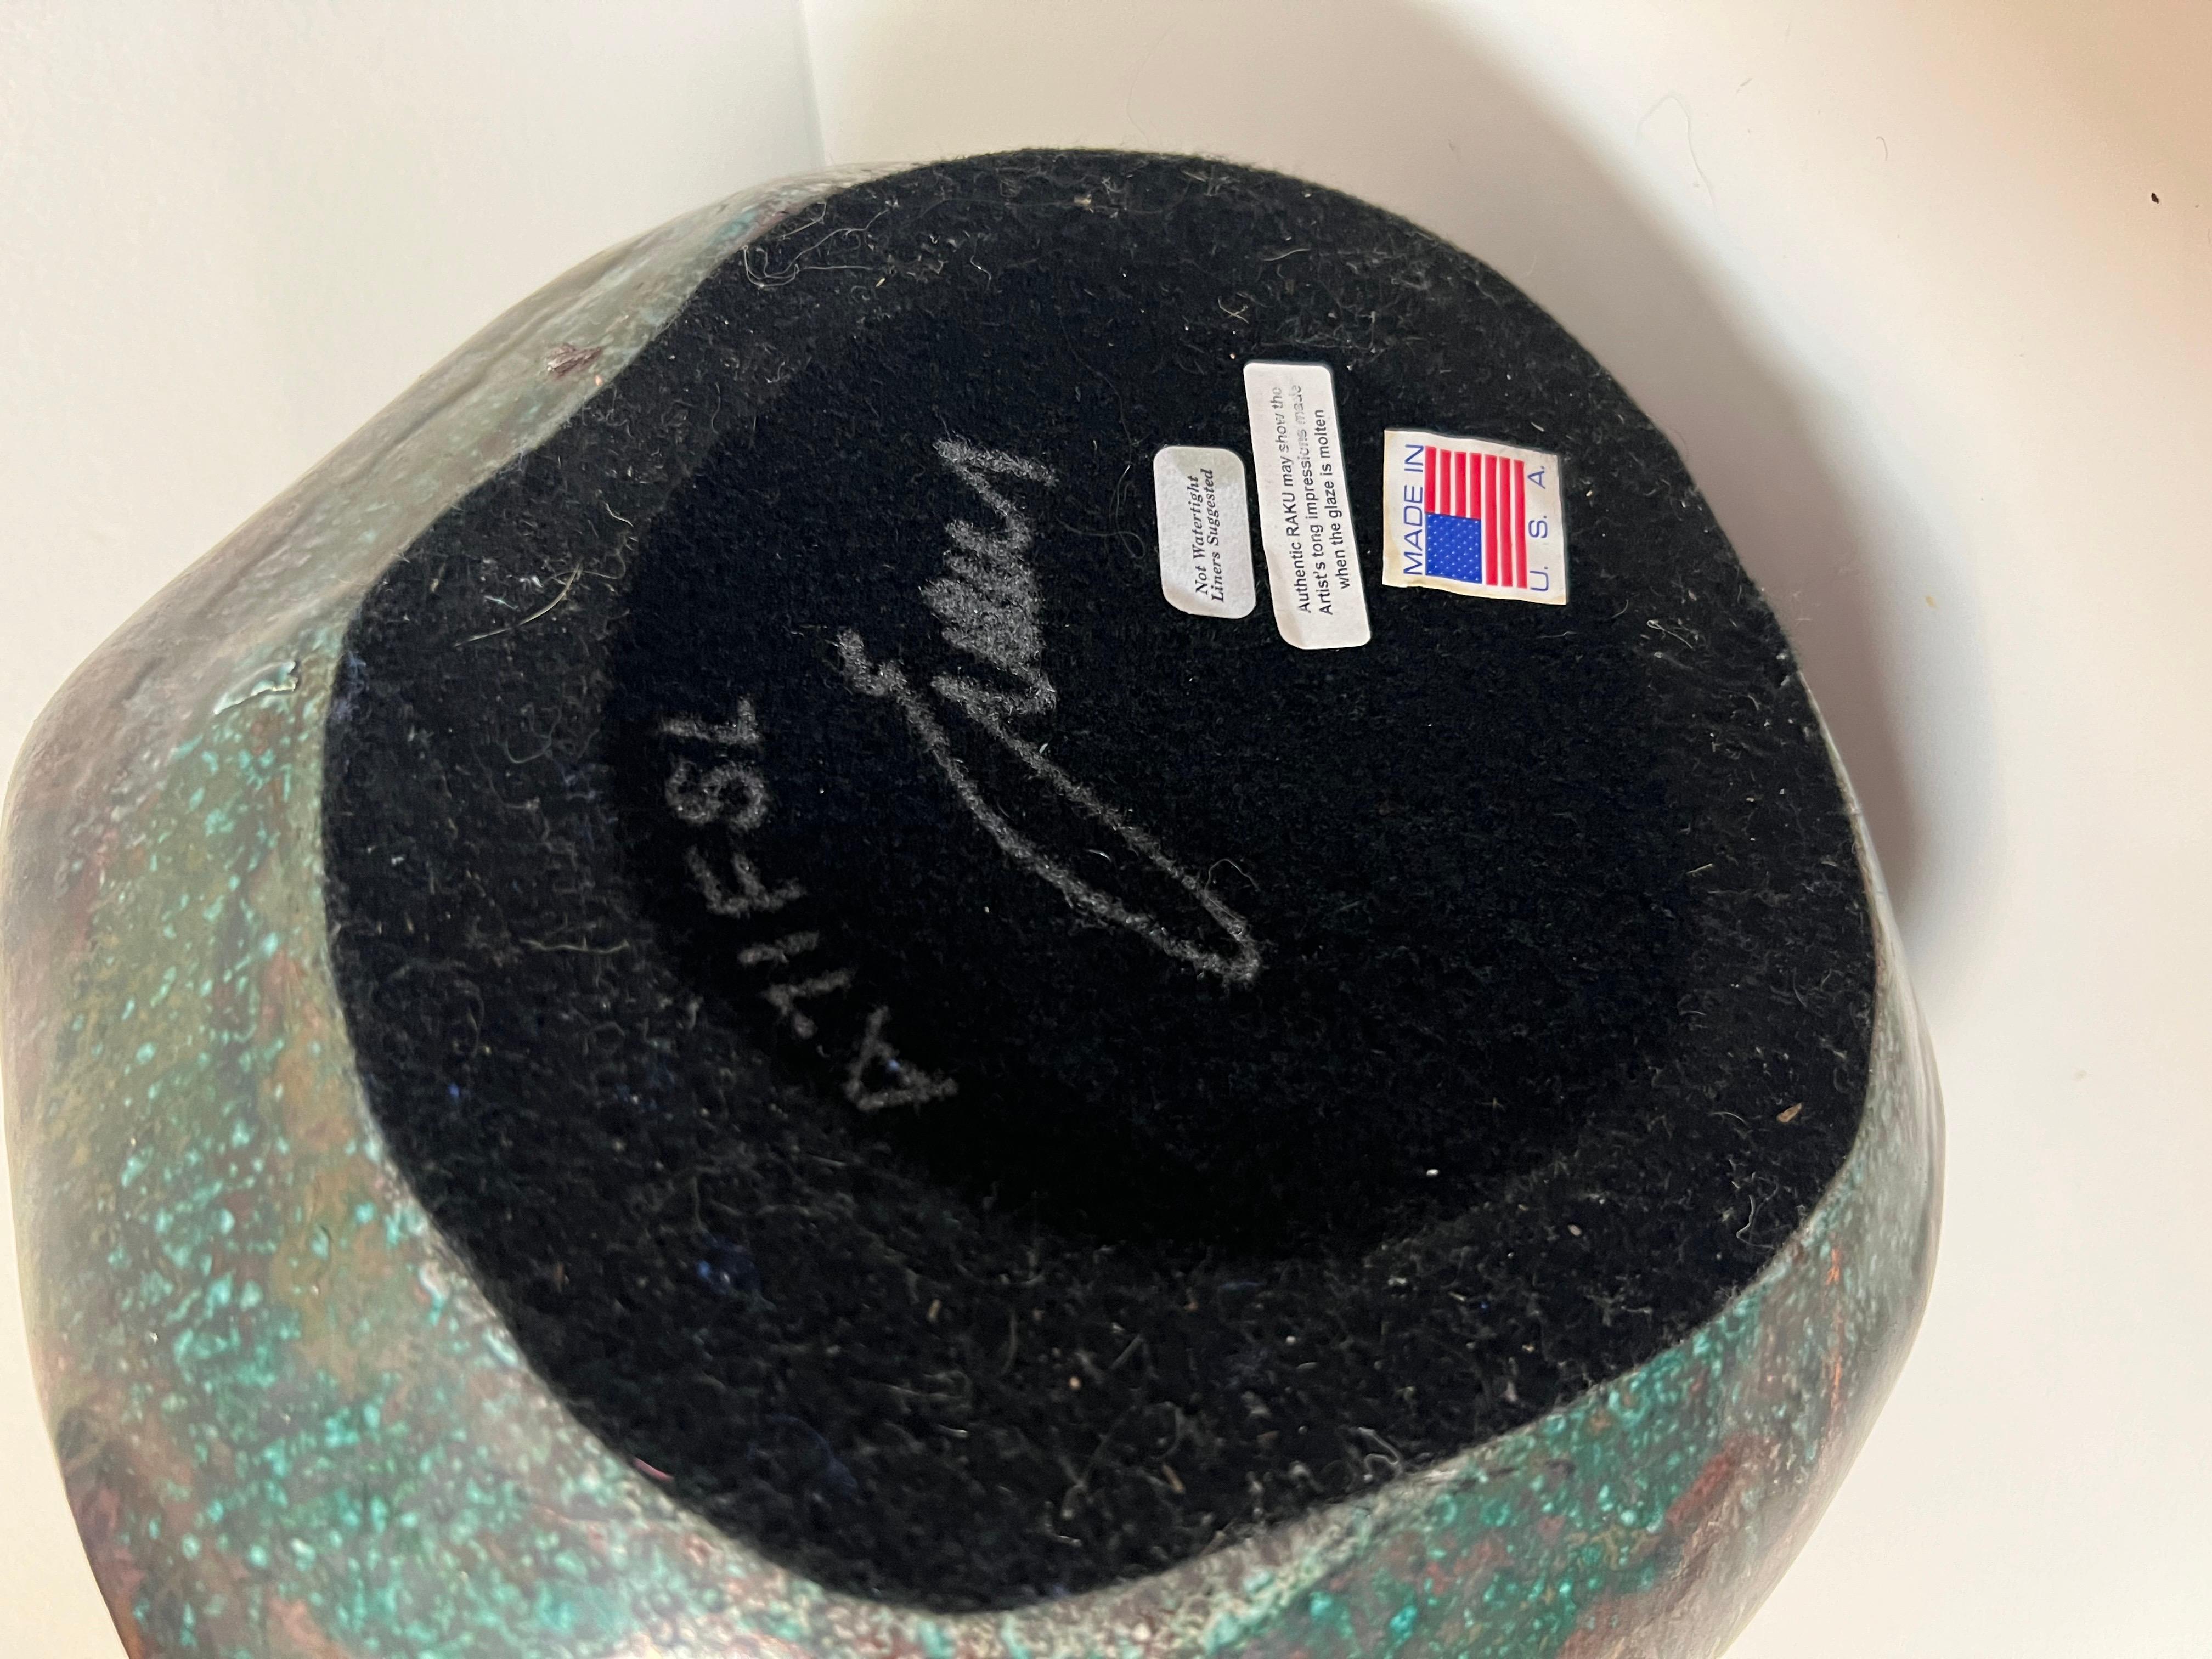 Not Watertight
Liners Suggested
Authentic RAKU may show the
Artist's tong impressions made
when the glaze is molten
MADE IN
U. S. A.